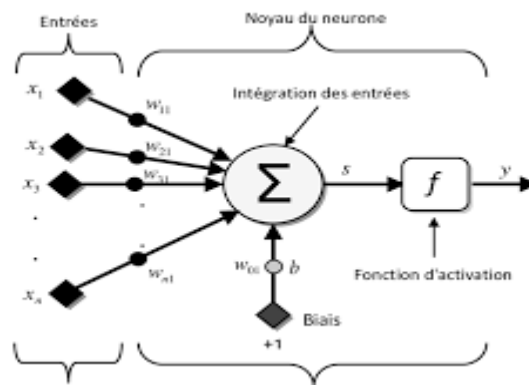 Entrées
Noyau du neurone
x1
w11
Intégration des entrées
x2
w21
x3
w31
Σ
s
f
y
w01
b
xn
wn1
Fonction d'activation
Biais
+1